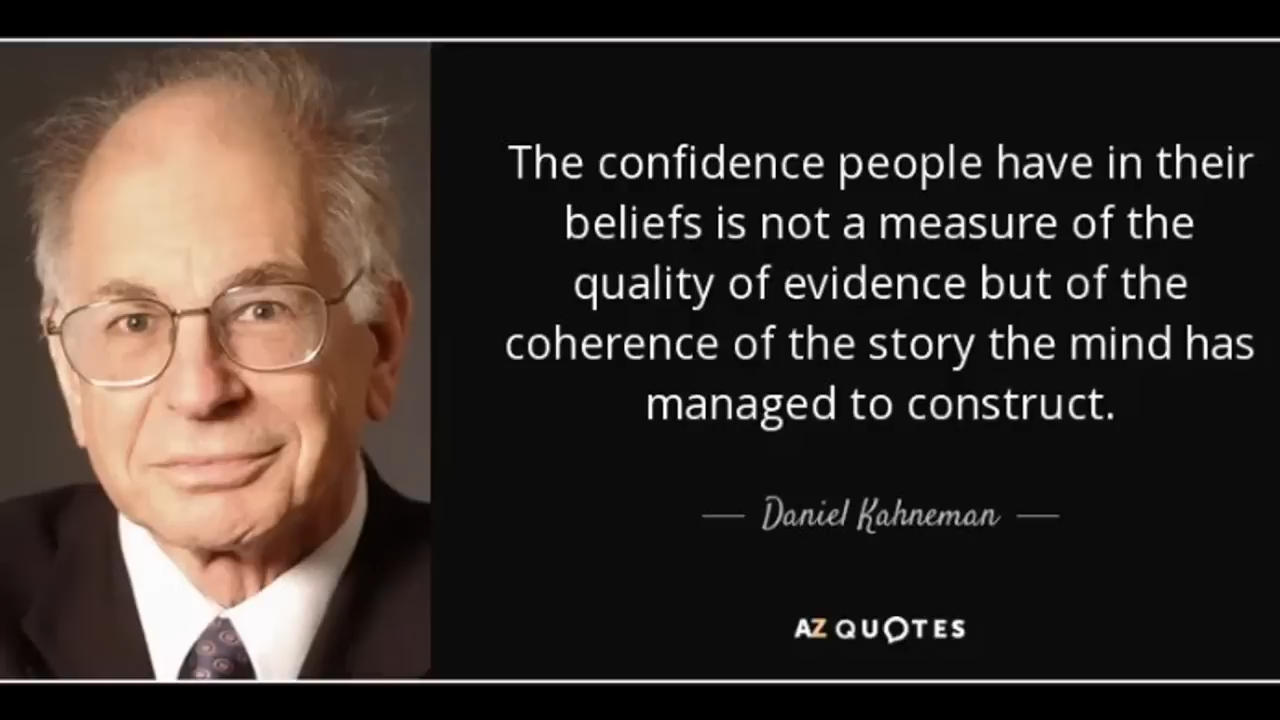 The confidence people have in their
beliefs is not a measure of the
quality of evidence but of the
coherence of the story the mind has
managed to construct.
Daniel Kahneman
AZ QUOTES